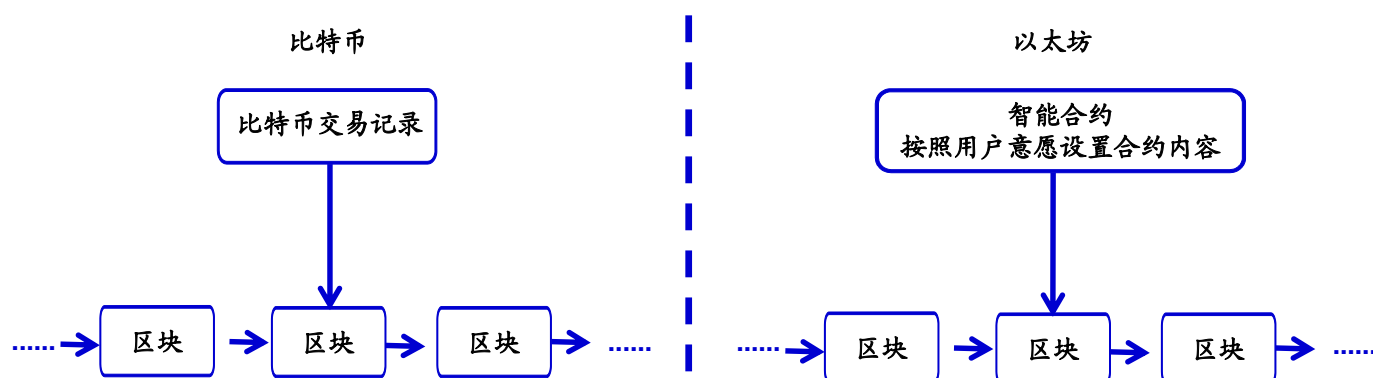 比特币
比特币交易记录
...... 区块 区块 区块 ......
以太坊
智能合约
按照用户意愿设置合约内容
...... 区块 区块 区块 ......